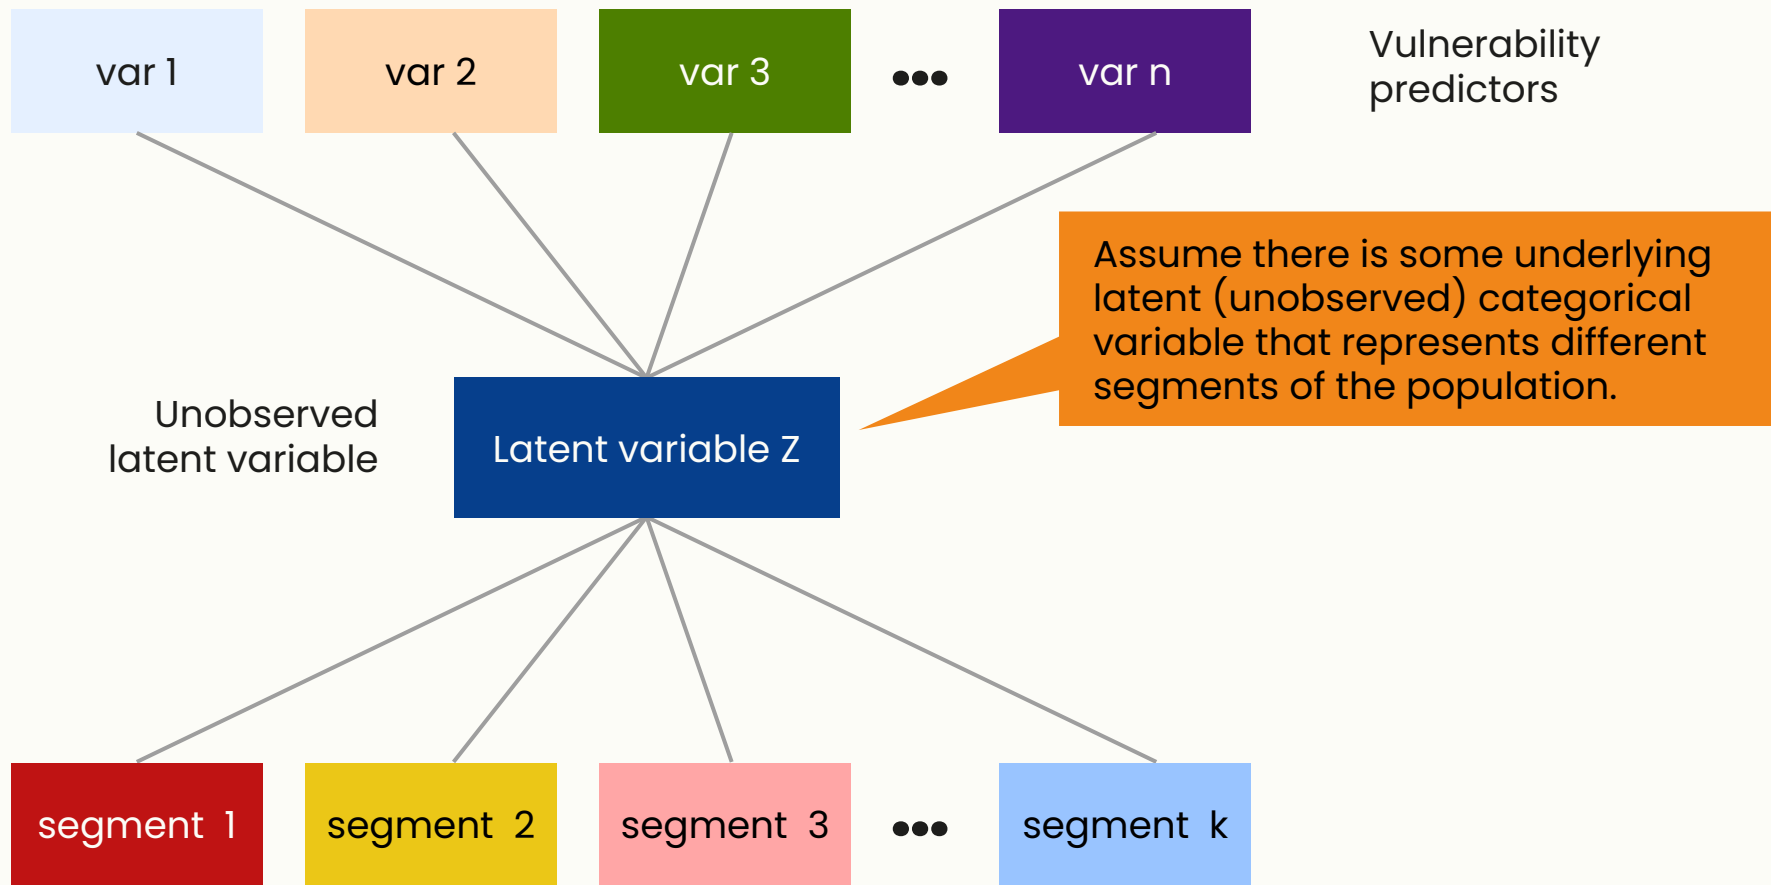 var 1
var 2
var 3
var n
Vulnerability
predictors
Assume there is some underlying
latent (unobserved) categorical
variable that represents different
segments of the population.
Unobserved
latent variable
Latent variable Z
segment 1
segment 2
segment 3
segment k